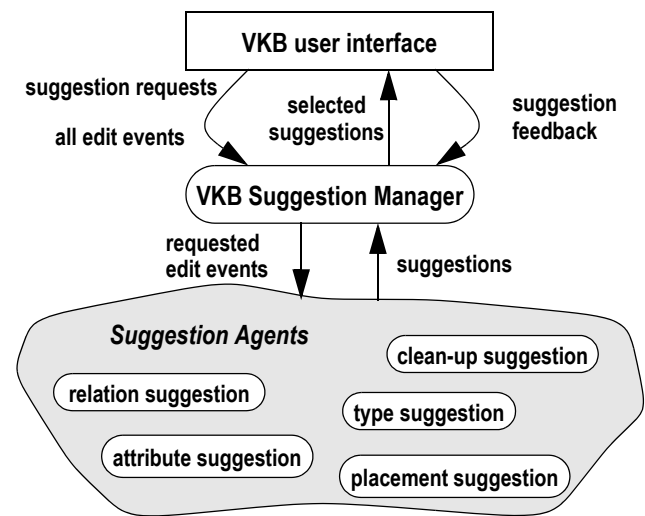 VKB user interface
suggestion requests
all edit events
selected
suggestions
suggestion
feedback
VKB Suggestion Manager
requested
edit events
suggestions
Suggestion Agents
clean-up suggestion
relation suggestion
type suggestion
attribute suggestion
placement suggestion